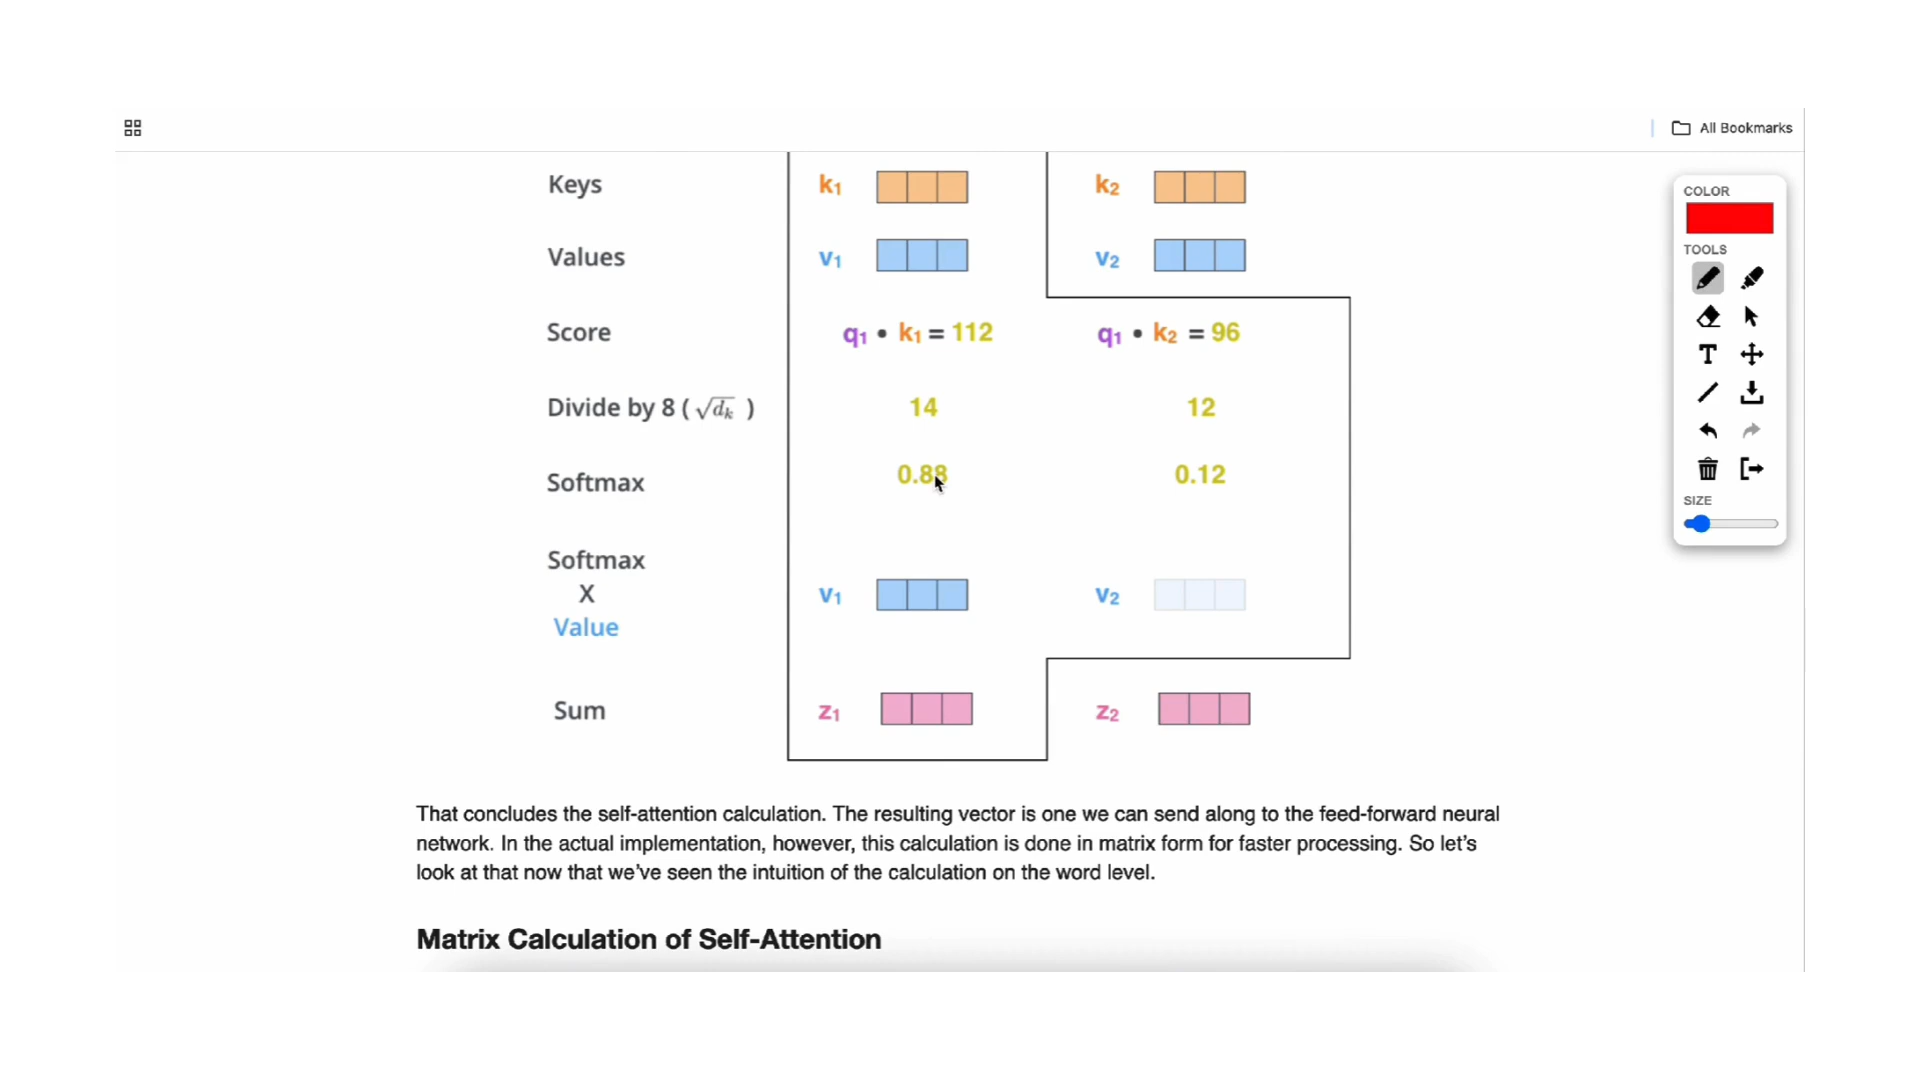 All Bookmarks
Keys k1 k2
Values v1 v2
Score q1 • k1 = 112 q1 • k2 = 96
Divide by 8 ( √dk ) 14 12
Softmax 0.88 0.12
Softmax
X
Value
v1 v2
Sum z1 z2
That concludes the self-attention calculation. The resulting vector is one we can send along to the feed-forward neural
network. In the actual implementation, however, this calculation is done in matrix form for faster processing. So let's
look at that now that we've seen the intuition of the calculation on the word level.
Matrix Calculation of Self-Attention
COLOR
TOOLS
T
SIZE